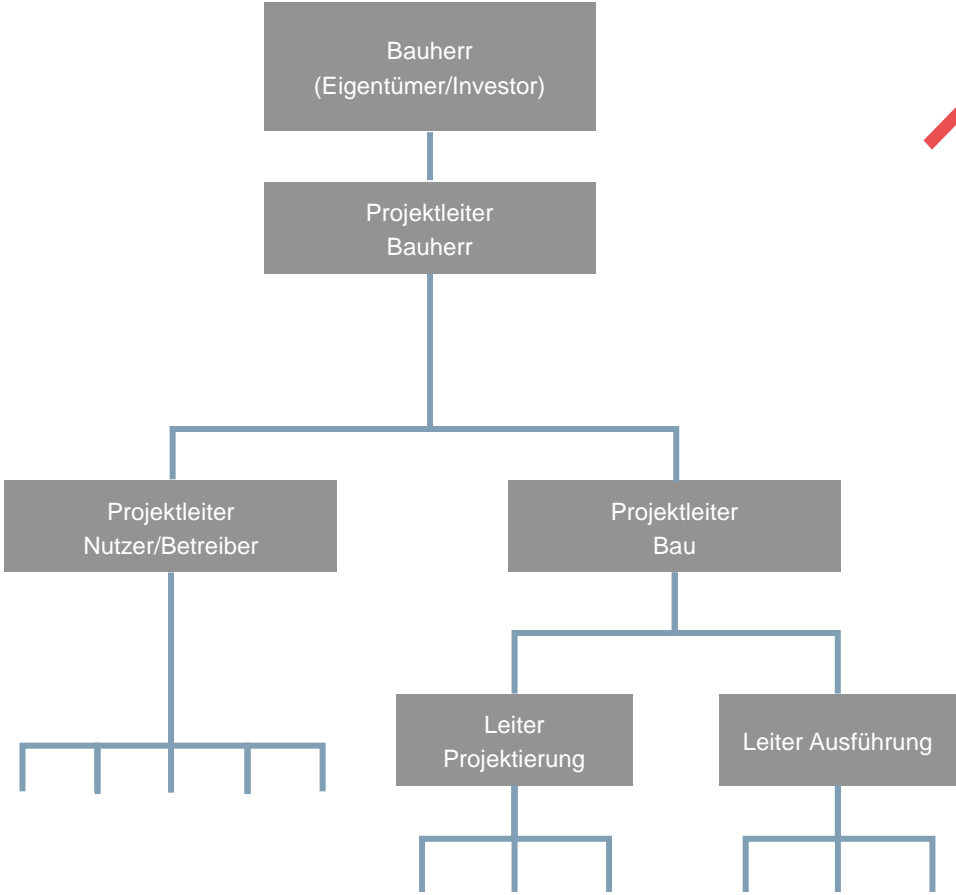 Bauherr
(Eigentümer/Investor)
Projektleiter
Bauherr
Projektleiter
Nutzer/Betreiber
Projektleiter
Bau
Leiter
Projektierung
Leiter Ausführung